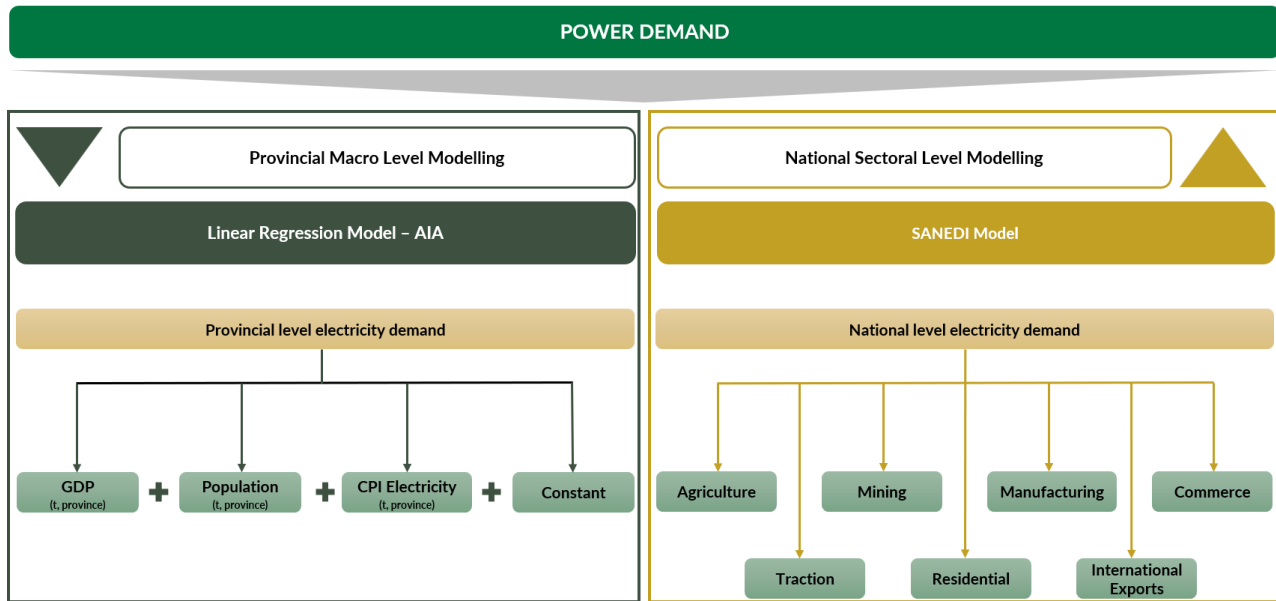 POWER DEMAND
Provincial Macro Level Modelling
Linear Regression Model – AIA
Provincial level electricity demand
GDP
(t, province)
Population
(t, province)
CPI Electricity
(t, province)
Constant
National Sectoral Level Modelling
SANEDI Model
National level electricity demand
Agriculture
Mining
Manufacturing
Commerce
Traction
Residential
International
Exports